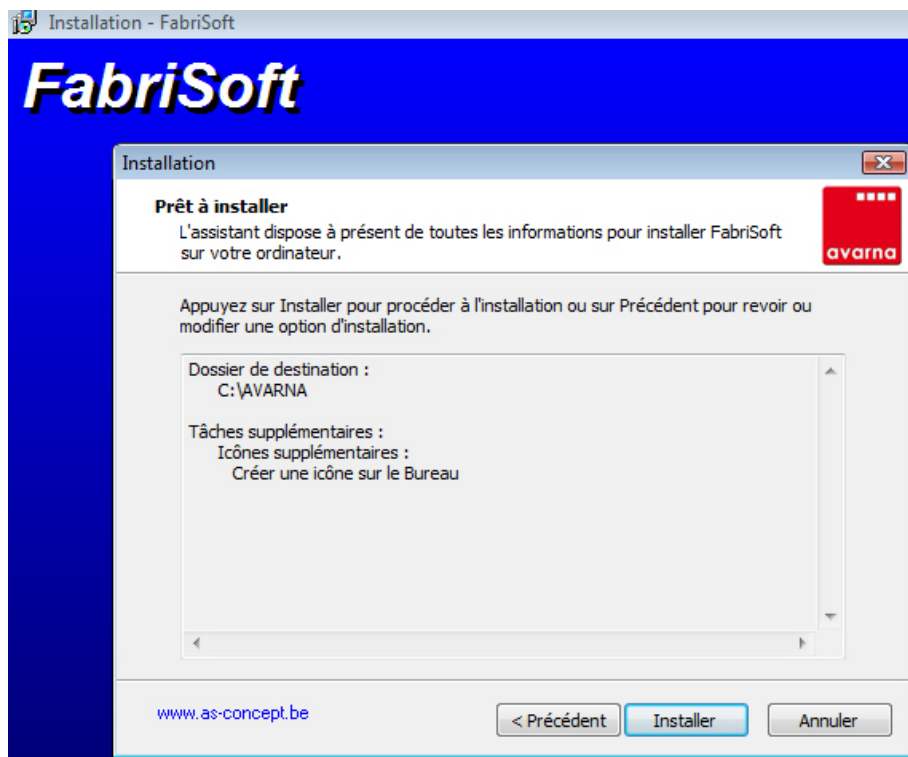 Installation - FabriSoft
FabriSoft
Installation
Prêt à installer
L'assistant dispose à présent de toutes les informations pour installer FabriSoft
sur votre ordinateur.
avarna
Appuyez sur Installer pour procéder à l'installation ou sur Précédent pour revoir ou
modifier une option d'installation.
Dossier de destination :
C:\AVARNA
Tâches supplémentaires :
Icônes supplémentaires :
Créer une icône sur le Bureau
www.as-concept.be
< Précédent
Installer
Annuler